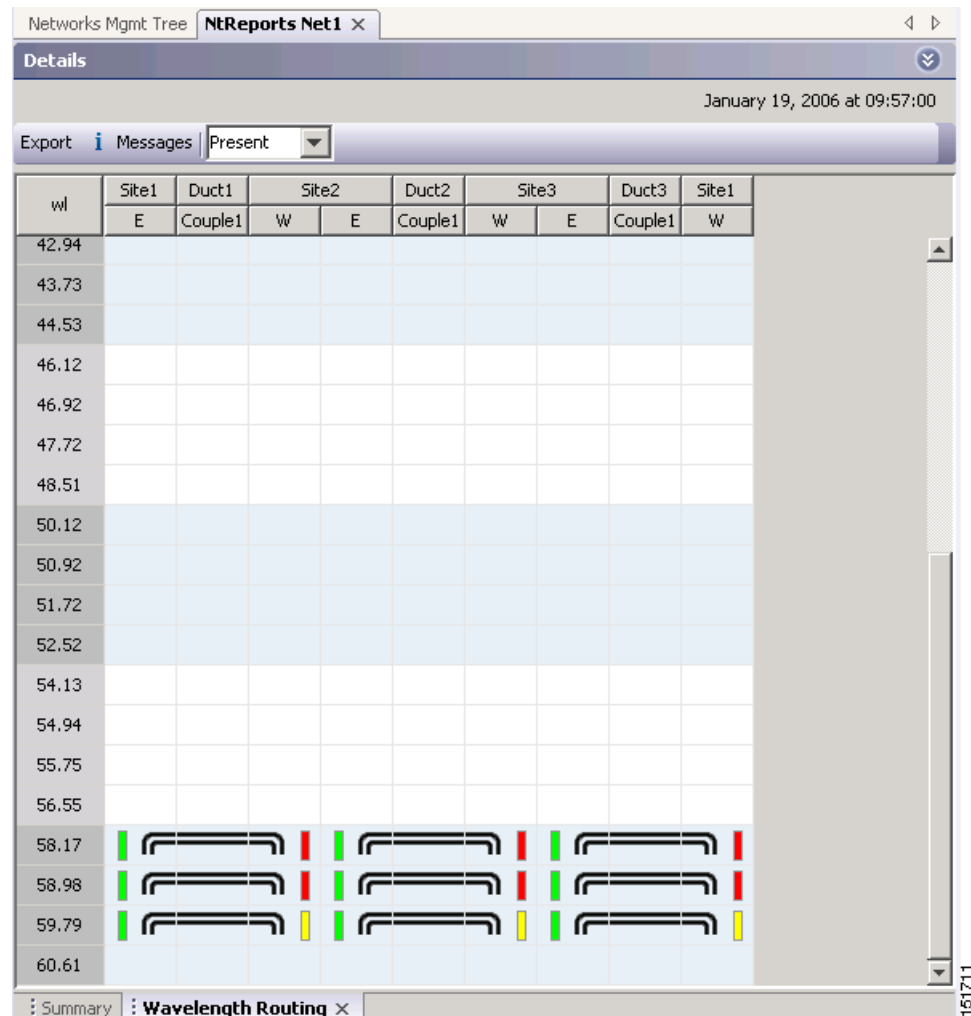 Networks Mgmt Tree NtReports Net1
Details
January 19, 2006 at 09:57:00
Export i Messages Present
wl Site1 Duct1 Site2 Duct2 Site3 Duct3 Site1
E Couple1 W E Couple1 W E Couple1 W
42.94
43.73
44.53
46.12
46.92
47.72
48.51
50.12
50.92
51.72
52.52
54.13
54.94
55.75
56.55
58.17
58.98
59.79
60.61
Summary Wavelength Routing
151711